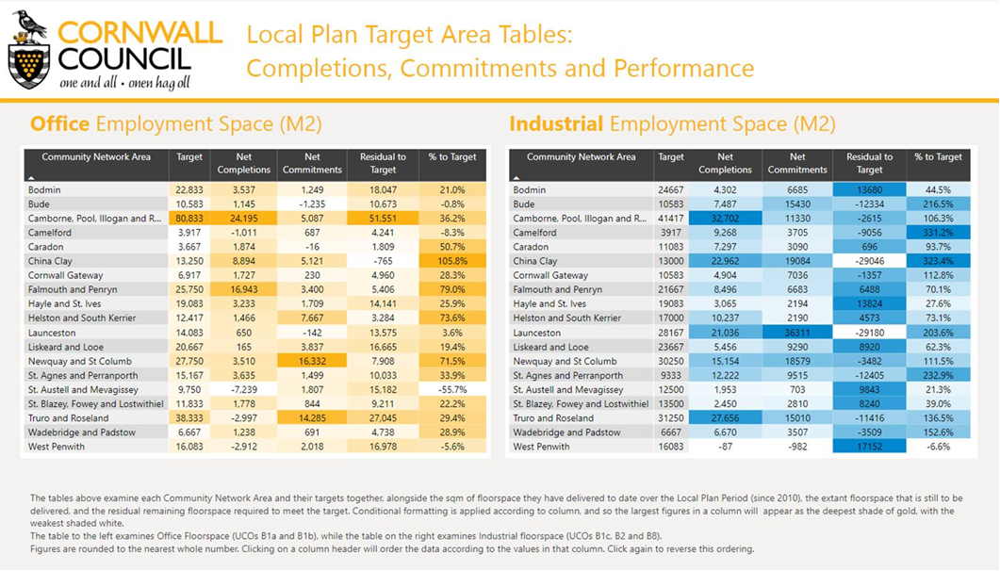 CORNWALL
COUNCIL
one and all • onen hag oll
Local Plan Target Area Tables:
Completions, Commitments and Performance
Office Employment Space (M2)
Community Network Area Target Net Completions Net Commitments Residual to Target % to Target
Bodmin 22,833 3,537 1,249 18,047 21.0%
Bude 10,583 1,145 -1,235 10,673 -0.8%
Camborne, Pool, Illogan and R... 80,833 24,195 5,087 51,551 36.2%
Camelford 3,917 -1,011 687 4,241 -8.3%
Caradon 3,667 1,874 -16 1,809 50.7%
China Clay 13,250 8,894 5,121 -765 105.8%
Cornwall Gateway 6,917 1,727 230 4,960 28.3%
Falmouth and Penryn 25,750 16,943 3,400 5,406 79.0%
Hayle and St. Ives 19,083 3,233 1,709 14,141 25.9%
Helston and South Kerrier 12,417 1,466 7,667 3,284 73.6%
Launceston 14,083 650 -142 13,575 3.6%
Liskeard and Looe 20,667 165 3,837 16,665 19.4%
Newquay and St Columb 27,750 3,510 16,332 7,908 71.5%
St. Agnes and Perranporth 15,167 3,635 1,499 10,033 33.9%
St. Austell and Mevagissey 9,750 -7,239 1,807 15,182 -55.7%
St. Blazey, Fowey and Lostwithiel 11,833 1,778 844 9,211 22.2%
Truro and Roseland 38,333 -2,997 14,285 27,045 29.4%
Wadebridge and Padstow 6,667 1,238 691 4,738 28.9%
West Penwith 16,083 -2,912 2,018 16,978 -5.6%
Industrial Employment Space (M2)
Community Network Area Target Net Completions Net Commitments Residual to Target % to Target
Bodmin 24667 4,302 6685 13680 44.5%
Bude 10583 7,487 15430 -12334 216.5%
Camborne, Pool, Illogan and R... 41417 32,702 11330 -2615 106.3%
Camelford 3917 9,268 3705 -9056 331.2%
Caradon 11083 7,297 3090 696 93.7%
China Clay 13000 22,962 19084 -29046 323.4%
Cornwall Gateway 10583 4,904 7036 -1357 112.8%
Falmouth and Penryn 21667 8,496 6683 6488 70.1%
Hayle and St. Ives 19083 3,065 2194 13824 27.6%
Helston and South Kerrier 17000 10,237 2190 4573 73.1%
Launceston 28167 21,036 36311 -29180 203.6%
Liskeard and Looe 23667 5,456 9290 8920 62.3%
Newquay and St Columb 30250 15,154 18579 -3482 111.5%
St. Agnes and Perranporth 9333 12,222 9515 -12405 232.9%
St. Austell and Mevagissey 12500 1,953 703 9843 21.3%
St. Blazey, Fowey and Lostwithiel 13500 2,450 2810 8240 39.0%
Truro and Roseland 31250 27,656 15010 -11416 136.5%
Wadebridge and Padstow 6667 6,670 3507 -3509 152.6%
West Penwith 16083 -87 -982 17152 -6.6%
The tables above examine each Community Network Area and their targets together, alongside the sqm of floorspace they have delivered to date over the Local Plan Period (since 2010), the extant floorspace that is still to be
delivered, and the residual remaining floorspace required to meet the target. Conditional formatting is applied according to column, and so the largest figures in a column will appear as the deepest shade of gold, with the
weakest shaded white.
The table to the left examines Office Floorspace (UCOs B1a and B1b), while the table on the right examines Industrial floorspace (UCOs B1c, B2 and B8).
Figures are rounded to the nearest whole number. Clicking on a column header will order the data according to the values in that column. Click again to reverse this ordering.